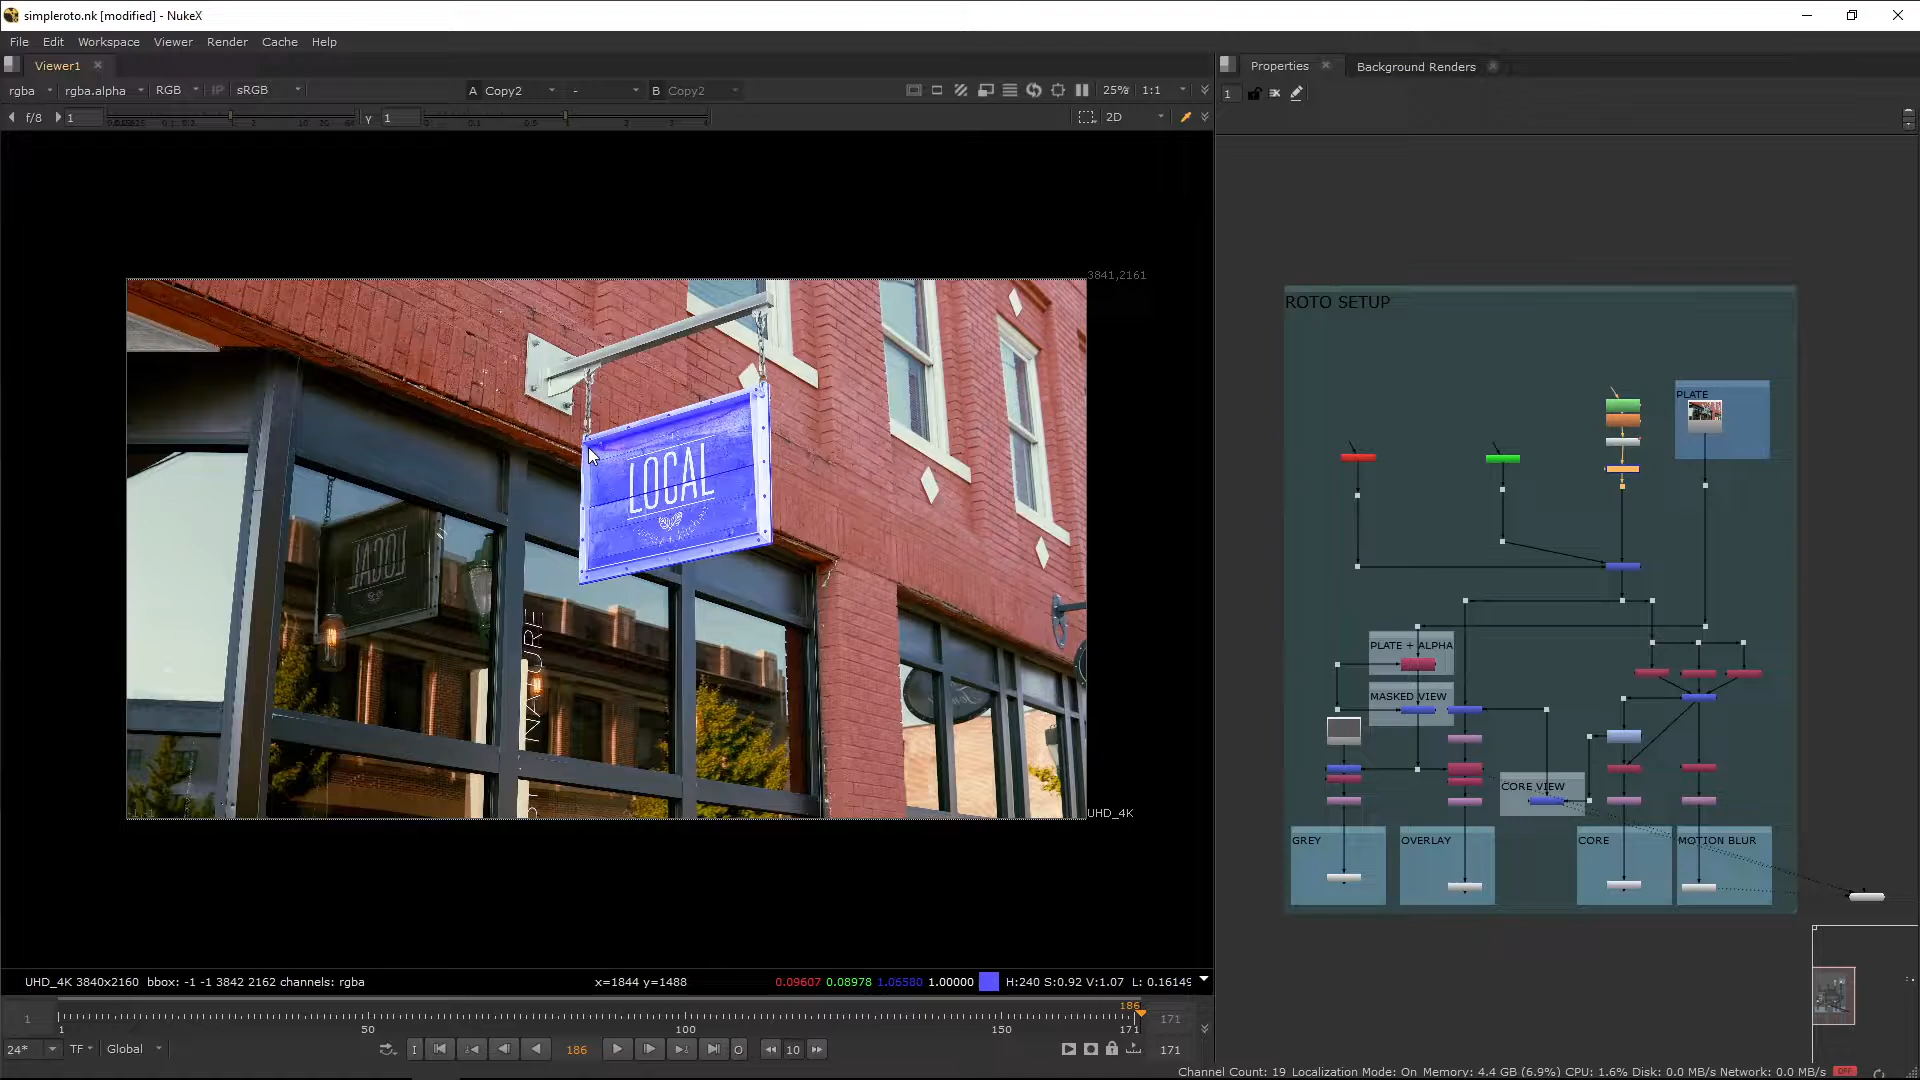 simpleroto.nk [modified] - NukeX
File Edit Workspace Viewer Render Cache Help
Viewer1
Properties
Background Renders
rgba rgba.alpha RGB IP sRGB A Copy2 - B Copy2 25% 1:1
1
f/8 1 Y 1 2D
3841,2161
ROTO SETUP
PLATE
LOCAL
LOCAL
PLATE + ALPHA
MASKED VIEW
CORE VIEW
UHD_4K
GREY OVERLAY CORE MOTION BLUR
UHD_4K 3840x2160 bbox: -1 -1 3842 2162 channels: rgba x=1844 y=1488 0.09607 0.08978 1.05580 1.00000 H:240 S:0.92 V:1.07 L: 0.16149
186
1 171
1 50 100 150 171
24* TF Global I 186 O 10 171
Channel Count: 19 Localization Mode: On Memory: 4.4 GB (6.9%) CPU: 1.6% Disk: 0.0 MB/s Network: 0.0 MB/s OFF